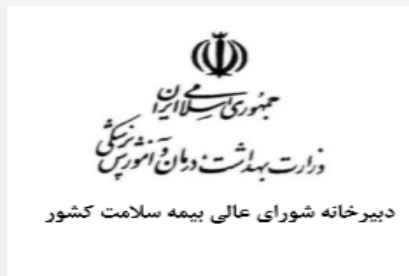 جمهوری اسلامی ایران
وزارت بهداشت درمان و آموزش پزشکی
دبیرخانه شورای عالی بیمه سلامت کشور